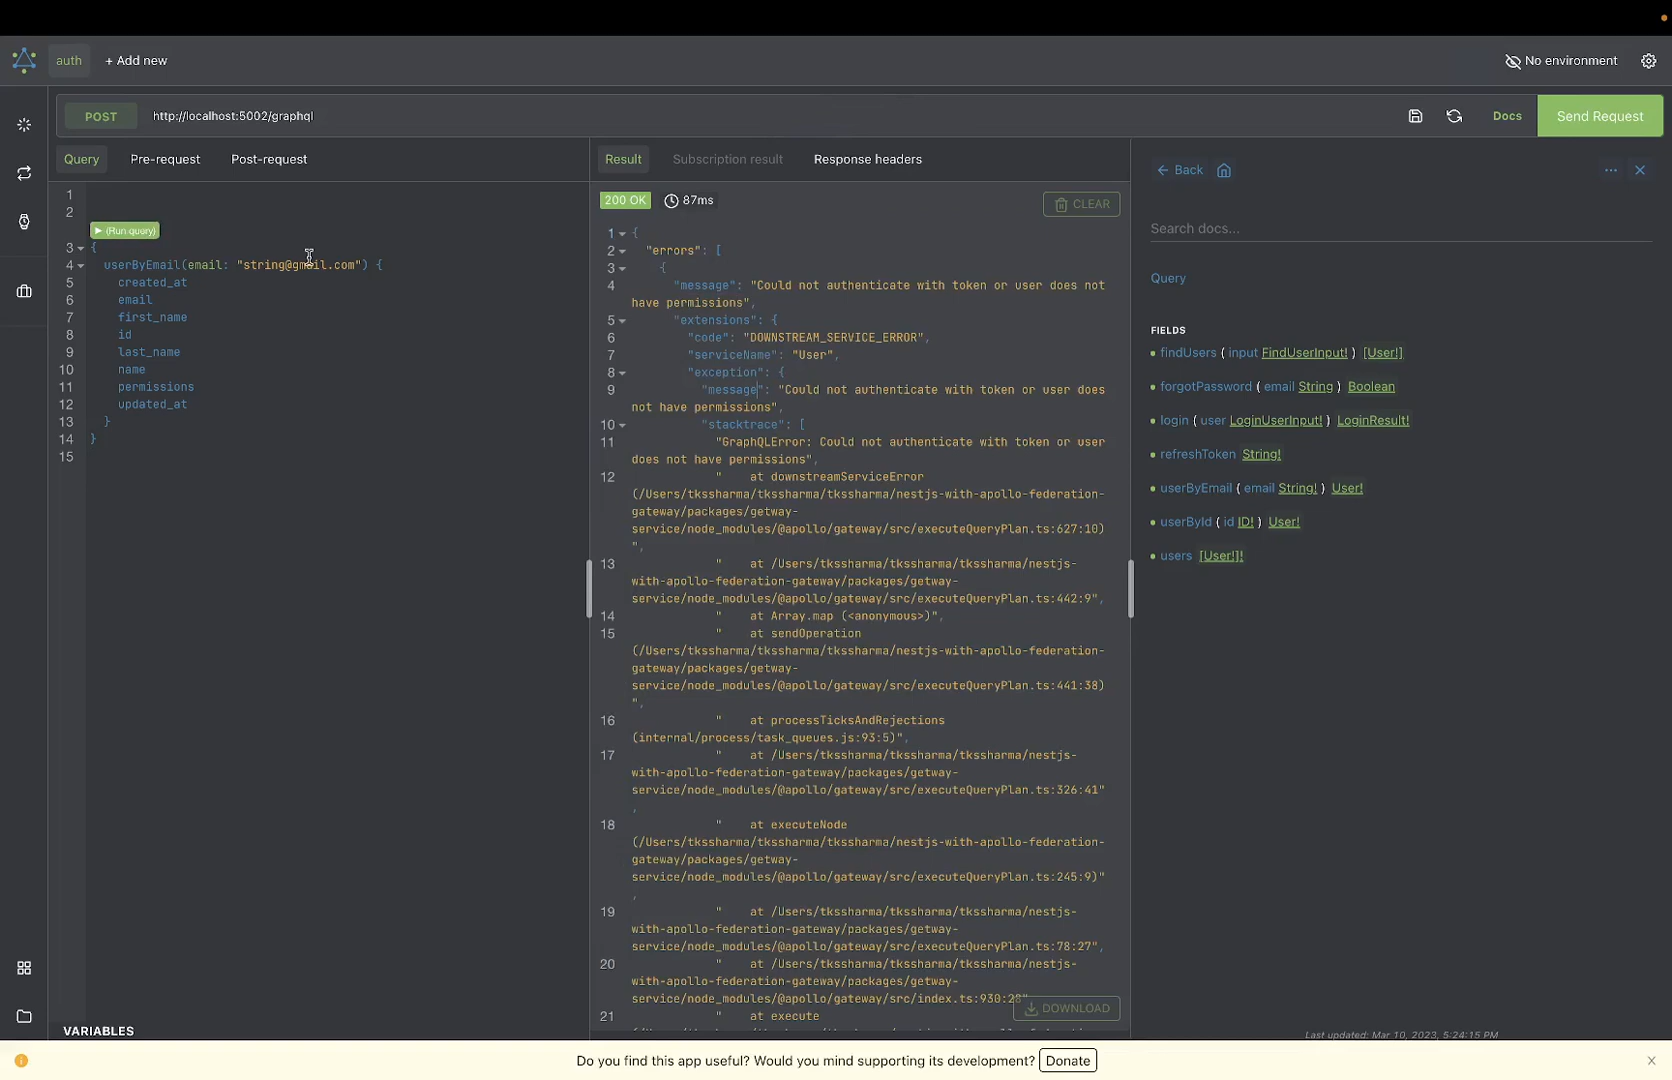 auth + Add new No environment
POST http://localhost:5002/graphql Docs Send Request
Query Pre-request Post-request
1
2
▶ (Run query)
3 {
4 userByEmail(email: "string@gmail.com") {
5 created_at
6 email
7 first_name
8 id
9 last_name
10 name
11 permissions
12 updated_at
13 }
14 }
15
VARIABLES
Result Subscription result Response headers
200 OK 87ms CLEAR
1 {
2 "errors": [
3 {
4 "message": "Could not authenticate with token or user does not
have permissions",
5 "extensions": {
6 "code": "DOWNSTREAM_SERVICE_ERROR",
7 "serviceName": "User",
8 "exception": {
9 "message": "Could not authenticate with token or user does
not have permissions",
10 "stacktrace": [
11 "GraphQLError: Could not authenticate with token or user
does not have permissions",
12 " at downstreamServiceError
(/Users/tkssharma/tkssharma/tkssharma/nestjs-with-apollo-federation-
gateway/packages/getway-
service/node_modules/@apollo/gateway/src/executeQueryPlan.ts:627:10)
",
13 " at /Users/tkssharma/tkssharma/tkssharma/nestjs-
with-apollo-federation-gateway/packages/getway-
service/node_modules/@apollo/gateway/src/executeQueryPlan.ts:442:9",
14 " at Array.map (<anonymous>)",
15 " at sendOperation
(/Users/tkssharma/tkssharma/tkssharma/nestjs-with-apollo-federation-
gateway/packages/getway-
service/node_modules/@apollo/gateway/src/executeQueryPlan.ts:441:38)
",
16 " at processTicksAndRejections
(internal/process/task_queues.js:93:5)",
17 " at /Users/tkssharma/tkssharma/tkssharma/nestjs-
with-apollo-federation-gateway/packages/getway-
service/node_modules/@apollo/gateway/src/executeQueryPlan.ts:326:41"
,
18 " at executeNode
(/Users/tkssharma/tkssharma/tkssharma/nestjs-with-apollo-federation-
gateway/packages/getway-
service/node_modules/@apollo/gateway/src/executeQueryPlan.ts:245:9)"
,
19 " at /Users/tkssharma/tkssharma/tkssharma/nestjs-
with-apollo-federation-gateway/packages/getway-
service/node_modules/@apollo/gateway/src/executeQueryPlan.ts:78:27",
20 " at /Users/tkssharma/tkssharma/tkssharma/nestjs-
with-apollo-federation-gateway/packages/getway-
service/node_modules/@apollo/gateway/src/index.ts:930:28"
DOWNLOAD
21 " at execute
Back
Search docs...
Query
FIELDS
findUsers ( input FindUserInput! ) [User!]
forgotPassword ( email String ) Boolean
login ( user LoginUserInput! ) LoginResult!
refreshToken String!
userByEmail ( email String! ) User!
userById ( id ID! ) User!
users [User!]!
Last updated: Mar 10, 2023, 5:24:15 PM
Do you find this app useful? Would you mind supporting its development? Donate